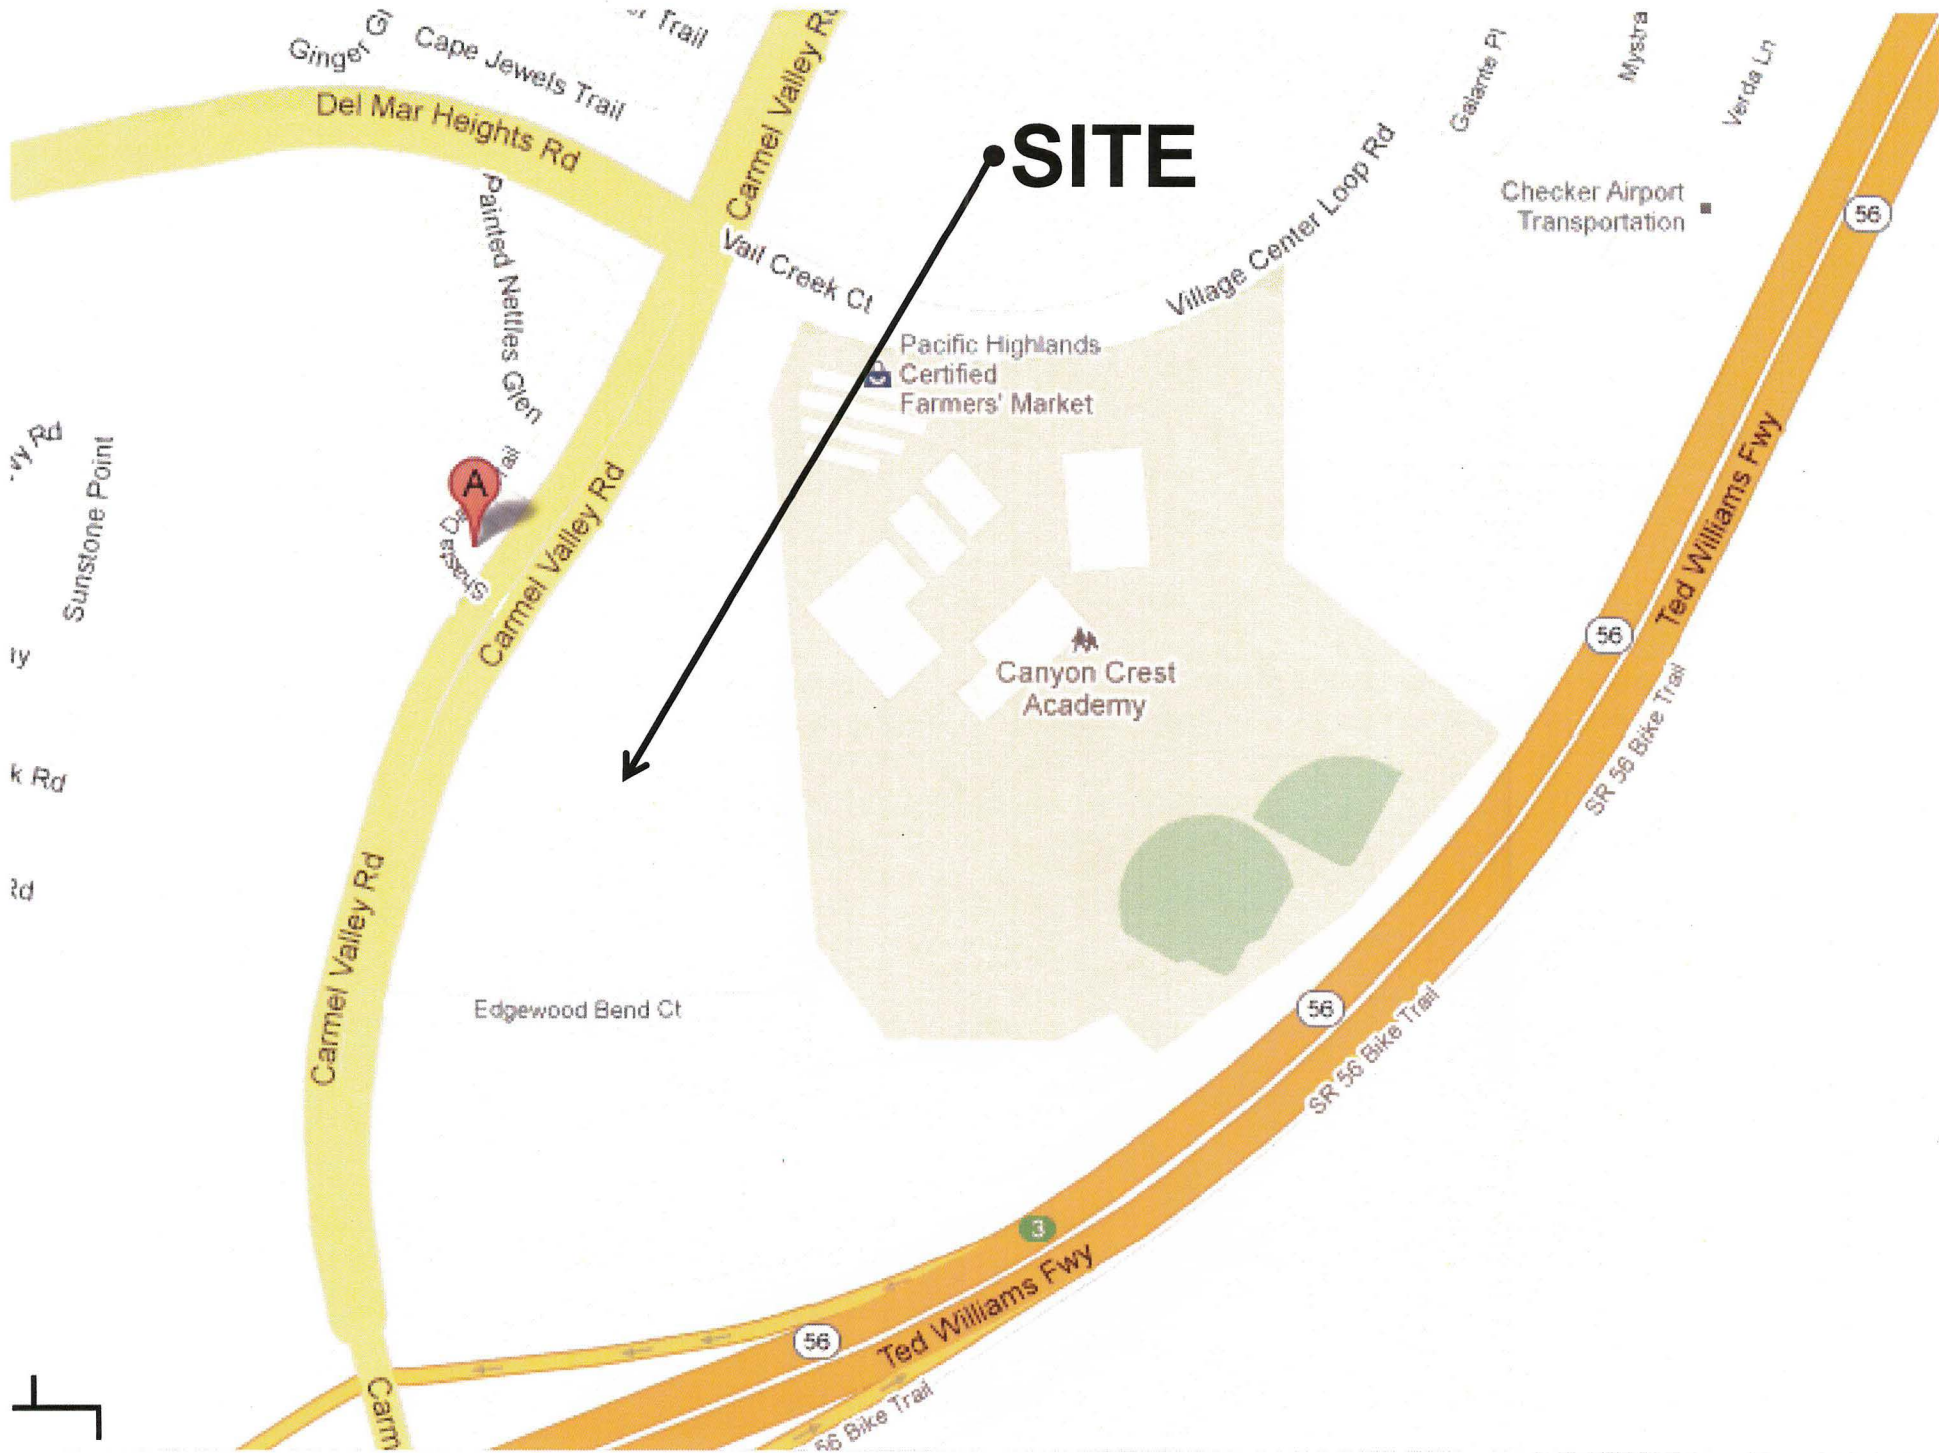 Ginger Gl
Cape Jewels Trail
Trail
Carmel Valley Rd
Del Mar Heights Rd
SITE
Galante Pl
Mystra
Verda Ln
Painted Nettles Glen
Vail Creek Ct
Village Center Loop Rd
Checker Airport
Transportation
56
Pacific Highlands
Certified
Farmers' Market
Rd
Sunstone Point
A
Carmel Valley Rd
Ted Williams Fwy
56
Canyon Crest
Academy
SR 56 Bike Trail
k Rd
Rd
Carmel Valley Rd
Edgewood Bend Ct
56
SR 56 Bike Trail
3
Ted Williams Fwy
56
Carm
56 Bike Trail